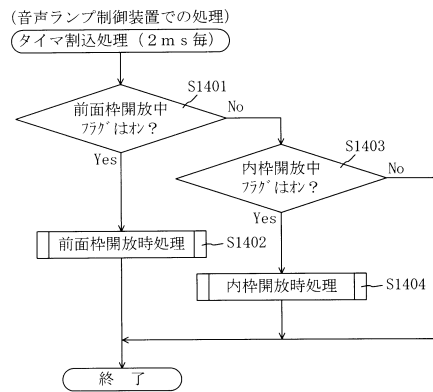 (音声ランプ制御装置での処理)
タイマ割込処理(2ms毎)
S1401
前面枠開放中
フラグはオン?
No
Yes
S1403
内枠開放中
フラグはオン?
No
Yes
前面枠開放時処理
S1402
内枠開放時処理
S1404
終 了